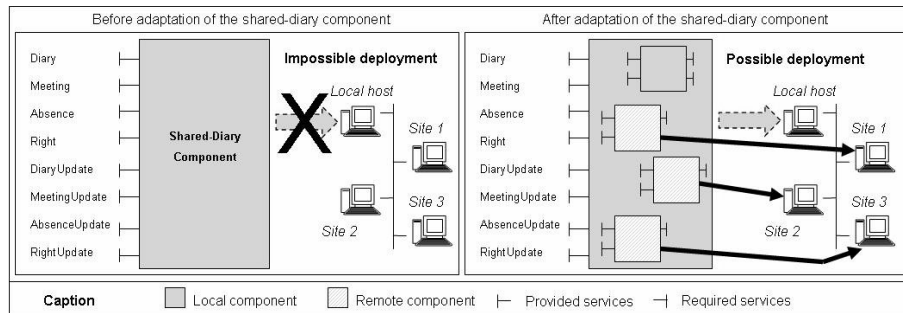 Before adaptation of the shared-diary component
After adaptation of the shared-diary component
Diary
Meeting
Absence
Right
DiaryUpdate
MeetingUpdate
AbsenceUpdate
RightUpdate
Shared-Diary
Component
Impossible deployment
Local host
Site 1
Site 3
Site 2
Diary
Meeting
Absence
Right
DiaryUpdate
MeetingUpdate
AbsenceUpdate
RightUpdate
Possible deployment
Local host
Site 1
Site 3
Site 2
Caption
Local component
Remote component
Provided services
Required services